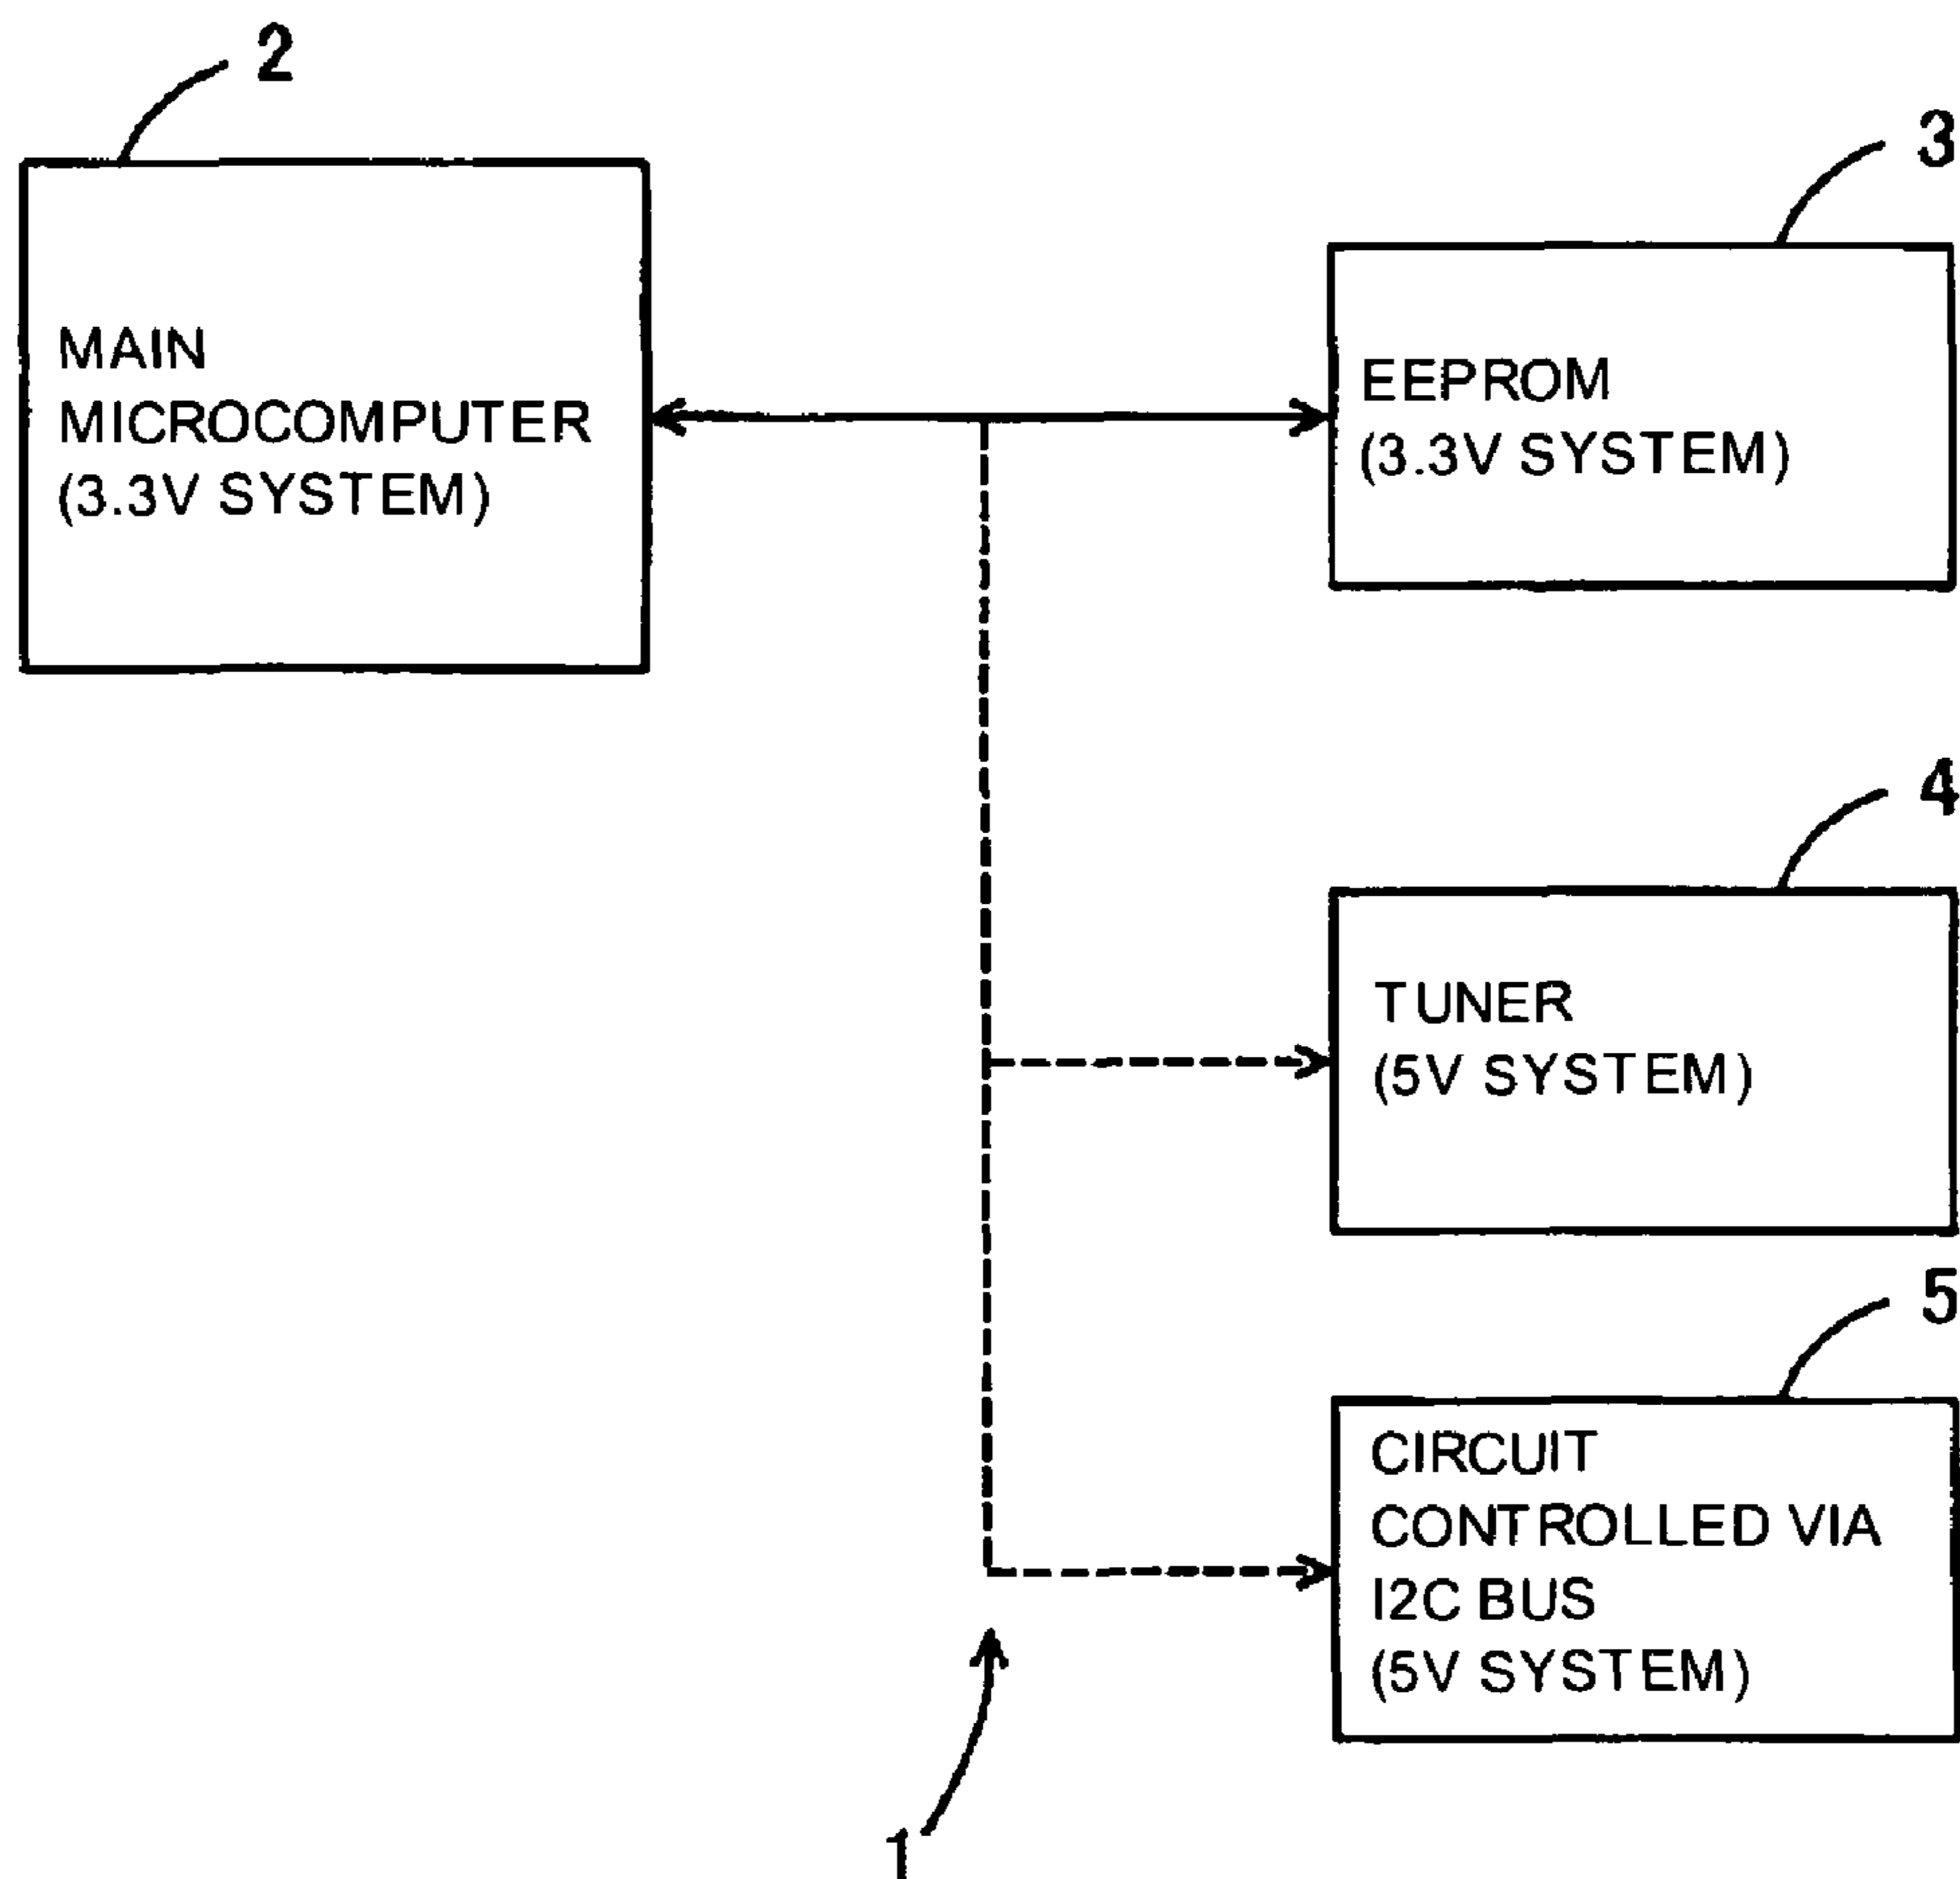 2
MAIN
MICROCOMPUTER
(3.3V SYSTEM)
3
EEPROM
(3.3V SYSTEM)
4
TUNER
(5V SYSTEM)
5
CIRCUIT
CONTROLLED VIA
I2C BUS
(5V SYSTEM)
1